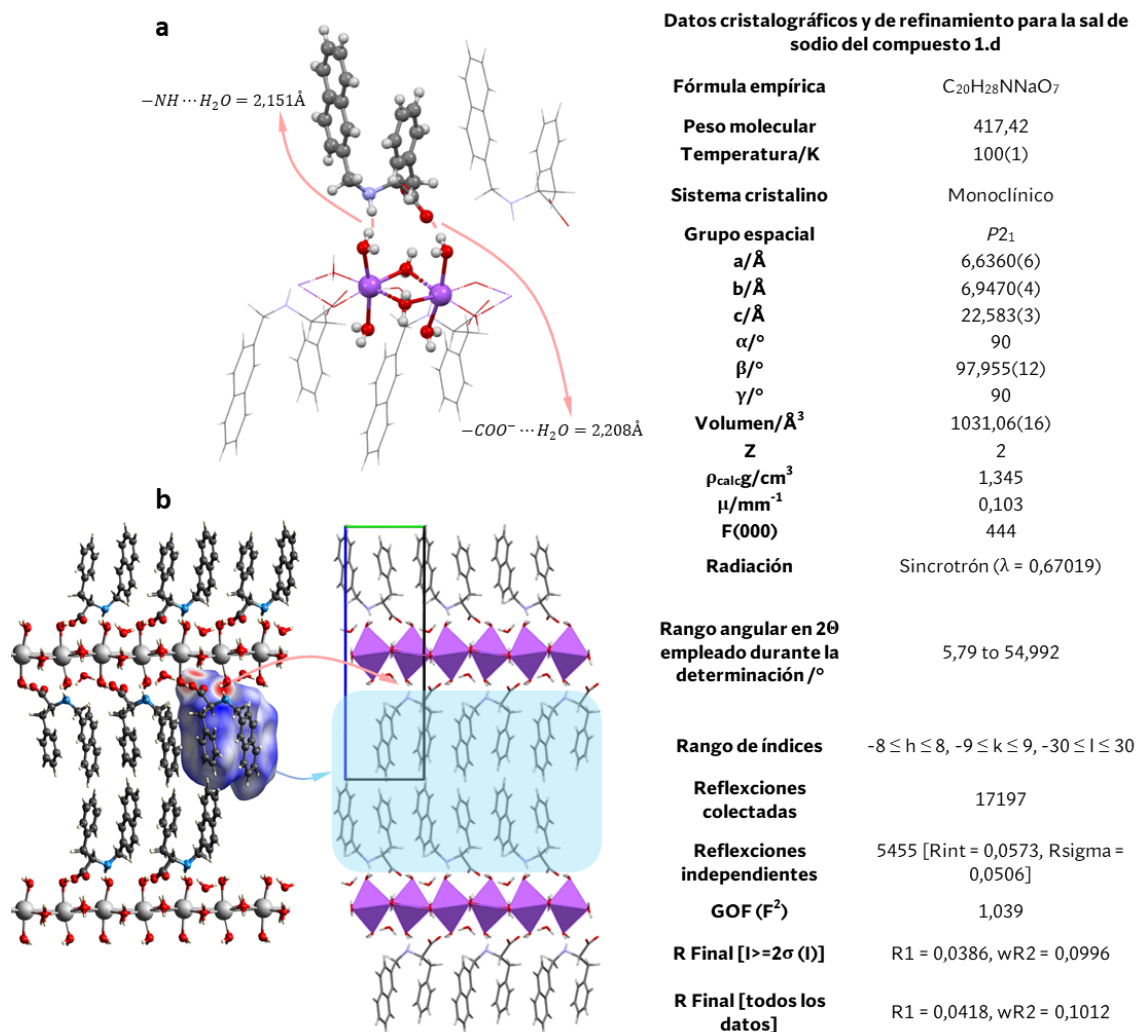 a
−NH ⋯ H₂O = 2,151Å
−COO⁻ ⋯ H₂O = 2,208Å
b
Datos cristalográficos y de refinamiento para la sal de
sodio del compuesto 1.d
Fórmula empírica C₂₀H₂₈NNaO₇
Peso molecular 417,42
Temperatura/K 100(1)
Sistema cristalino Monoclínico
Grupo espacial P2₁
a/Å 6,6360(6)
b/Å 6,9470(4)
c/Å 22,583(3)
α/° 90
β/° 97,955(12)
γ/° 90
Volumen/Å³ 1031,06(16)
Z 2
ρcalcg/cm³ 1,345
μ/mm⁻¹ 0,103
F(000) 444
Radiación Sincrotrón (λ = 0,67019)
Rango angular en 2Θ
empleado durante la
determinación /°
5,79 to 54,992
Rango de índices -8 ≤ h ≤ 8, -9 ≤ k ≤ 9, -30 ≤ l ≤ 30
Reflexiones
colectadas
17197
Reflexiones
independientes
5455 [Rint = 0,0573, Rsigma =
0,0506]
GOF (F²) 1,039
R Final [I>=2σ (I)] R1 = 0,0386, wR2 = 0,0996
R Final [todos los
datos]
R1 = 0,0418, wR2 = 0,1012